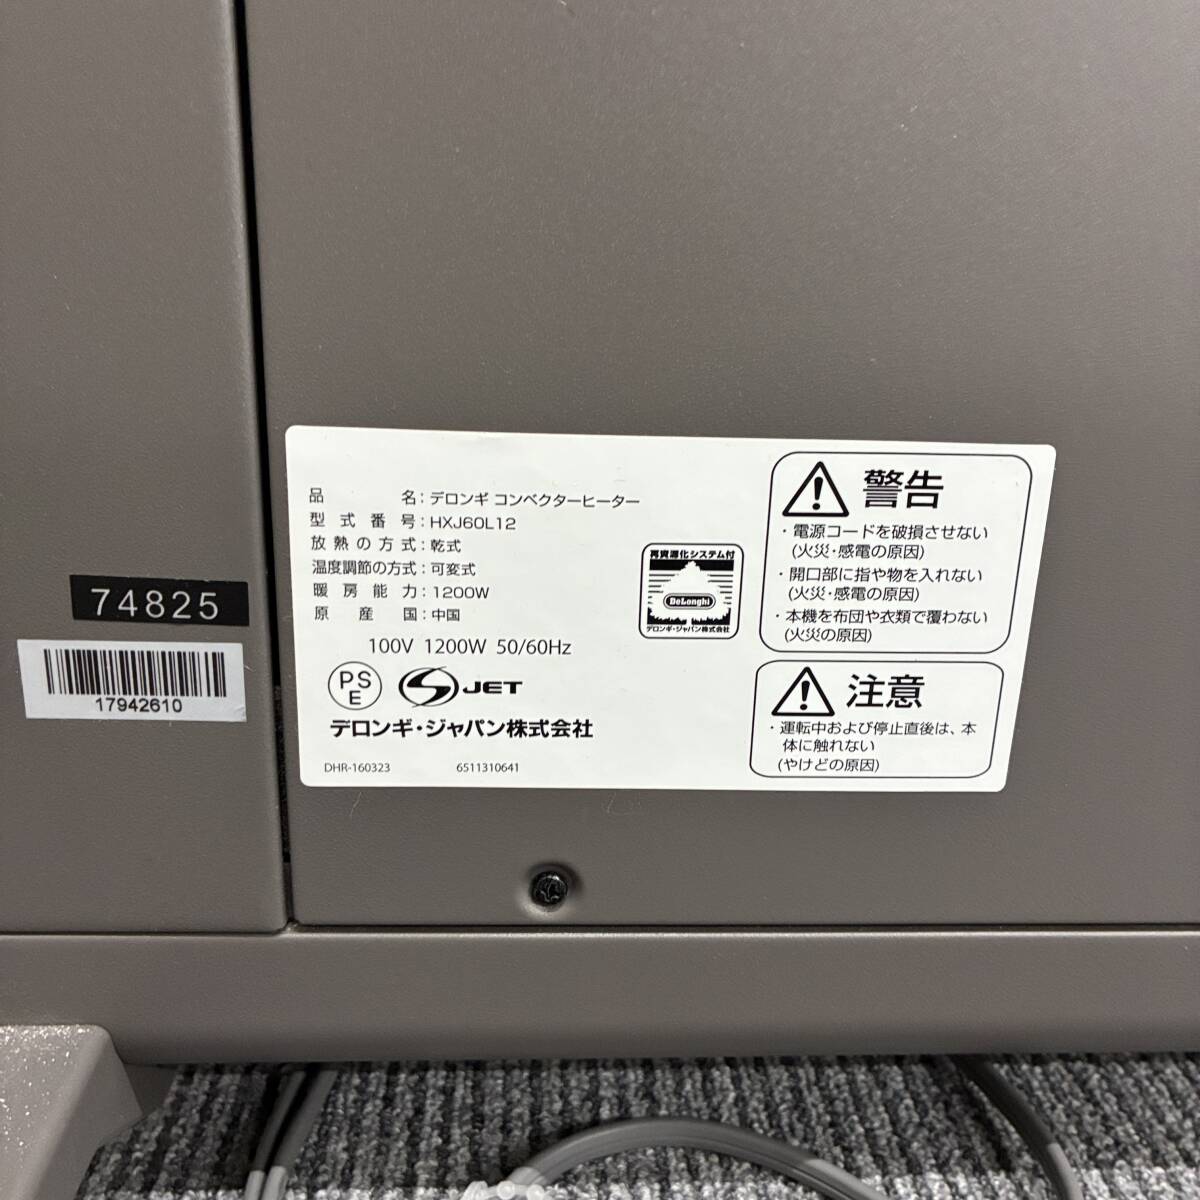 品名：デロンギ コンベクターヒーター
型式番号：HXJ60L12
放熱の方式：乾式
温度調節の方式：可変式
暖房能力：1200W
原産国：中国
100V 1200W 50/60Hz
PS
E
S JET
デロンギ・ジャパン株式会社
DHR-160323 6511310641
再資源化システム付
DeLonghi
デロンギ・ジャパン株式会社
警告
・電源コードを破損させない
(火災・感電の原因)
・開口部に指や物を入れない
(火災・感電の原因)
・本機を布団や衣類で覆わない
(火災の原因)
注意
・運転中および停止直後は、本
体に触れない
(やけどの原因)
74825
17942610